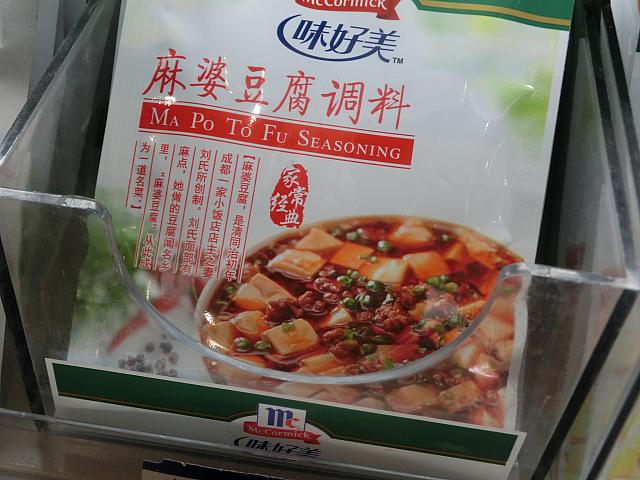 McCormick
味好美™
麻婆豆腐调料
MA PO TO FU SEASONING
【麻婆豆腐，是清同治初年
成都一家小饭店店主之妻
刘氏所创制。刘氏面部有
麻点，她做的豆腐闻名乡
里，“麻婆豆腐”从此成
为一道名菜。】
家常
经典
Mc
McCormick
味好美